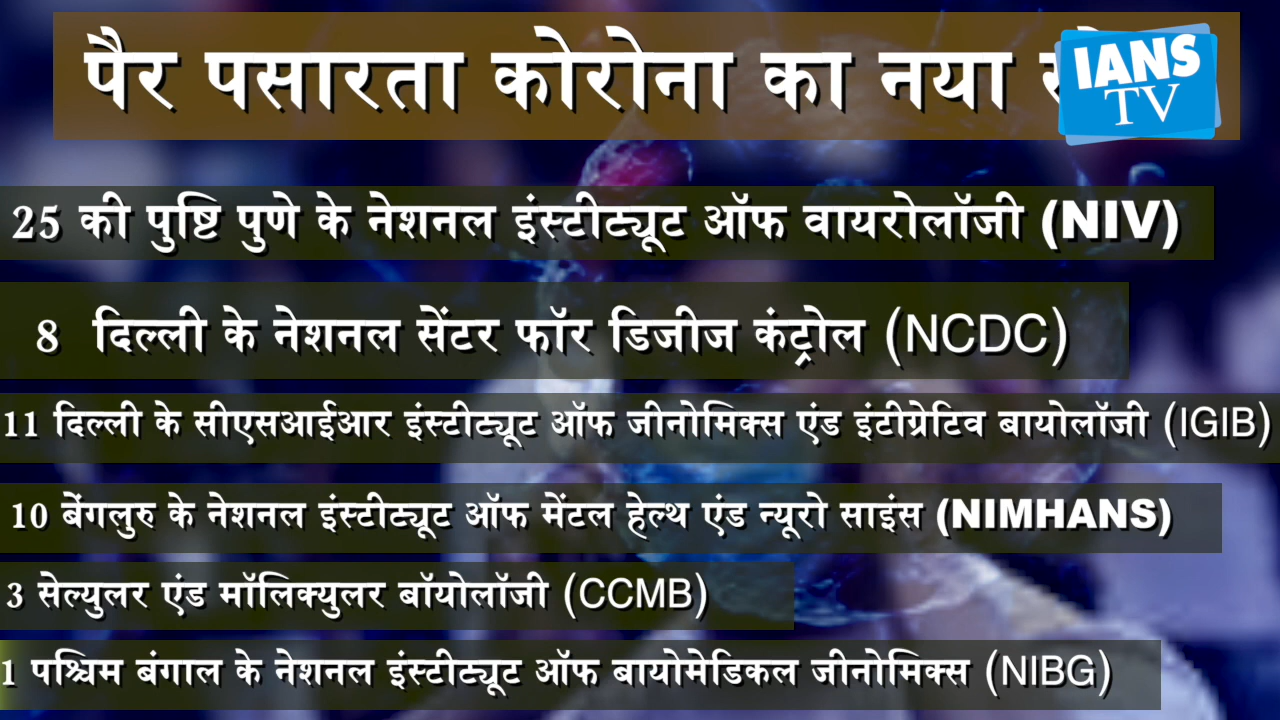 पैर पसारता कोरोना का नया
IANS
TV
25 की पुष्टि पुणे के नेशनल इंस्टीट्यूट ऑफ वायरोलॉजी (NIV)
8 दिल्ली के नेशनल सेंटर फॉर डिजीज कंट्रोल (NCDC)
11 दिल्ली के सीएसआईआर इंस्टीट्यूट ऑफ जीनोमिक्स एंड इंटीग्रेटिव बायोलॉजी (IGIB)
10 बेंगलुरु के नेशनल इंस्टीट्यूट ऑफ मेंटल हेल्थ एंड न्यूरो साइंस (NIMHANS)
3 सेल्युलर एंड मॉलिक्युलर बॉयोलॉजी (CCMB)
1 पश्चिम बंगाल के नेशनल इंस्टीट्यूट ऑफ बायोमेडिकल जीनोमिक्स (NIBG)